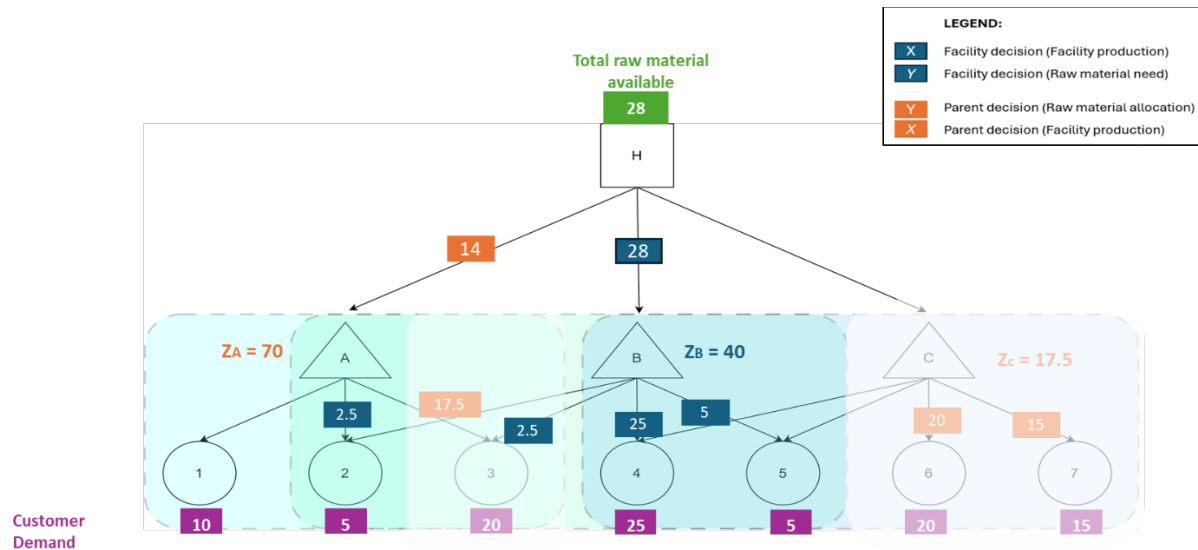 LEGEND:
X Facility decision (Facility production)
Y Facility decision (Raw material need)
Y Parent decision (Raw material allocation)
X Parent decision (Facility production)
Total raw material
available
28
H
14
28
ZA = 70
A
B
ZB = 40
C
Zc = 17.5
2.5
17.5
2.5
25
5
20
15
1
2
3
4
5
6
7
10
5
20
25
5
20
15
Customer
Demand